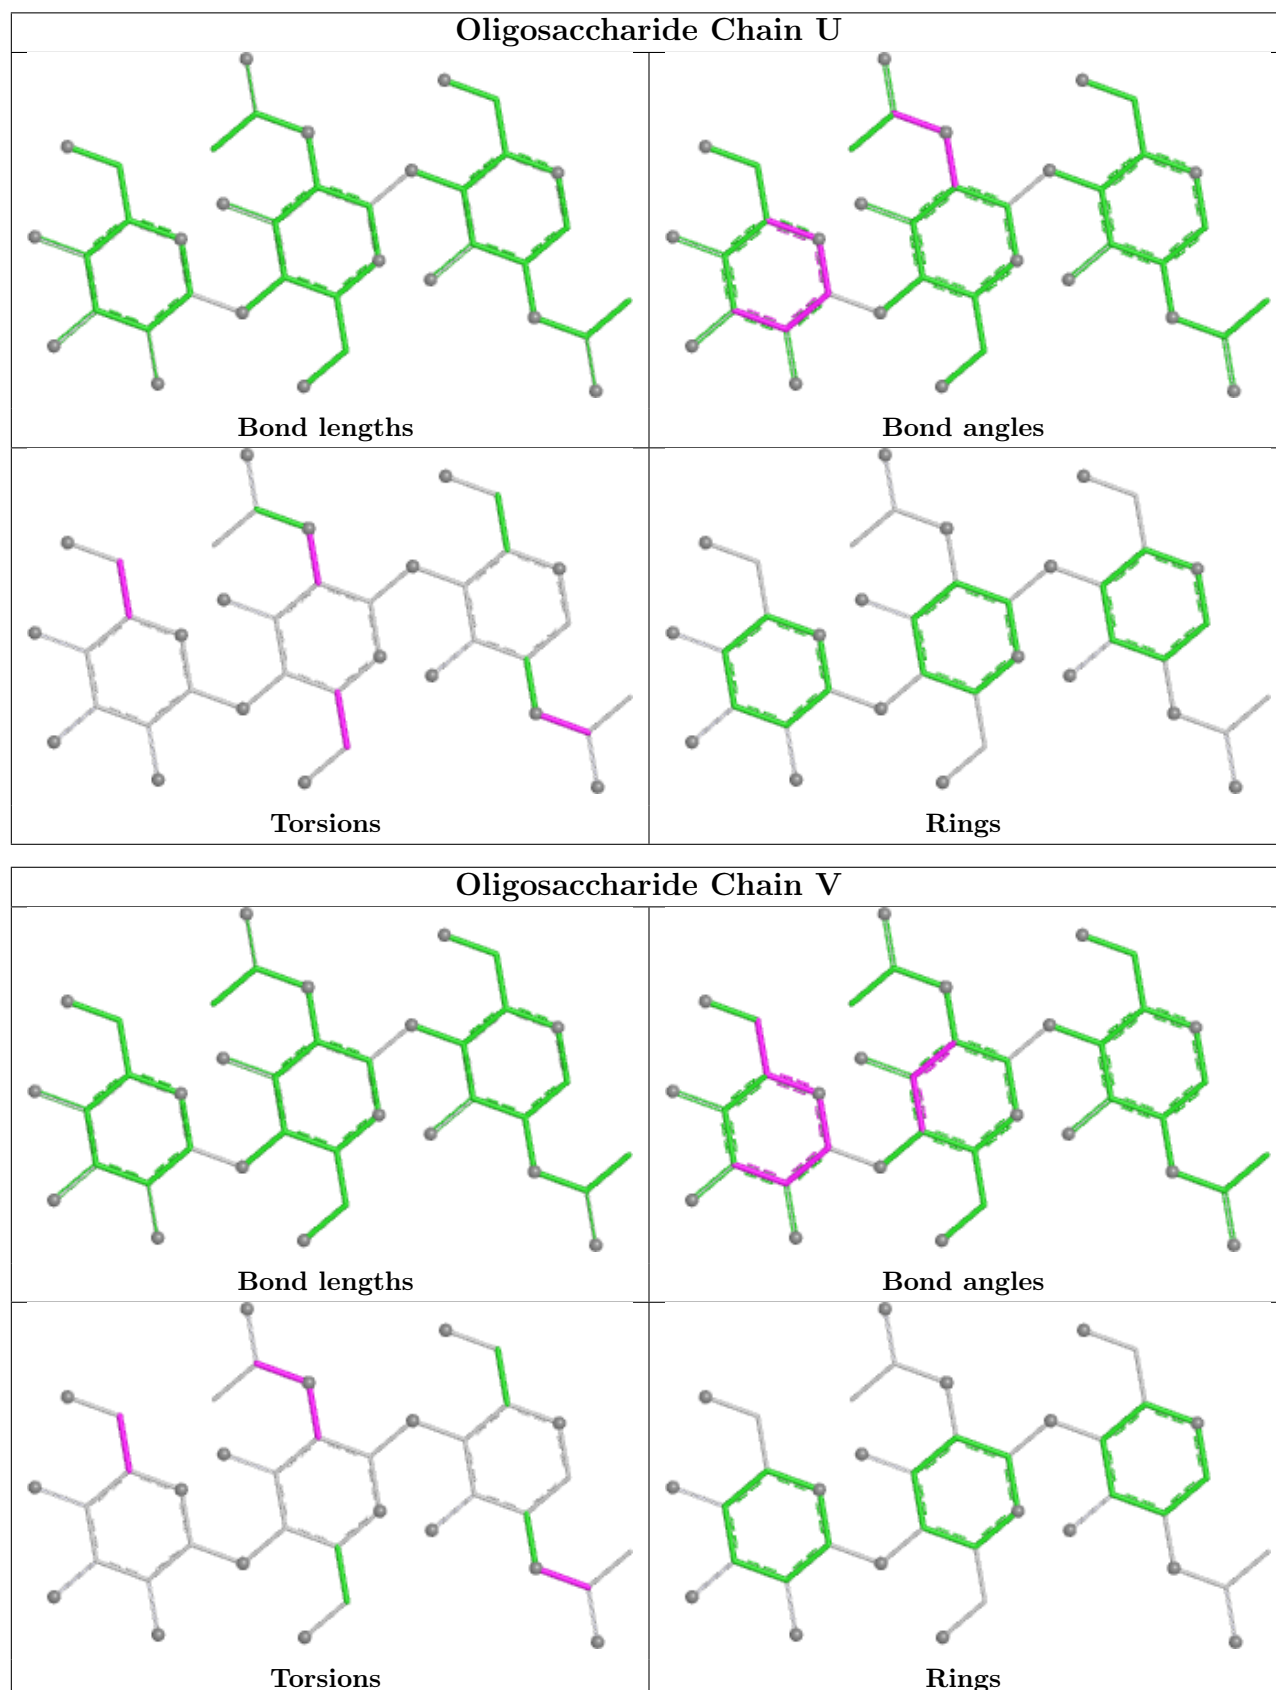 Oligosaccharide Chain U
Bond lengths
Bond angles
Torsions
Rings
Oligosaccharide Chain V
Bond lengths
Bond angles
Torsions
Rings